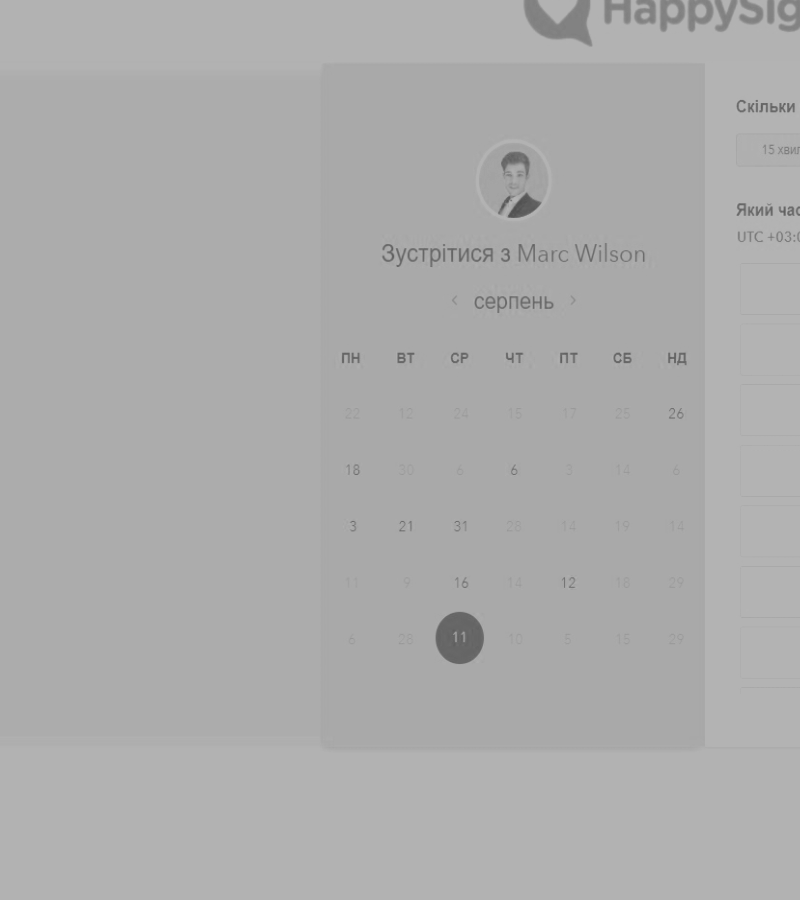 HappySig
Зустрітися з Marc Wilson
‹ серпень ›
ПН ВТ СР ЧТ ПТ СБ НД
22 12 24 15 17 25 26
18 30 6 6 3 14 6
3 21 31 28 14 19 14
11 9 16 14 12 18 29
6 28 11 10 5 15 29
Скільки
15 хвил
Який час
UTC +03:0